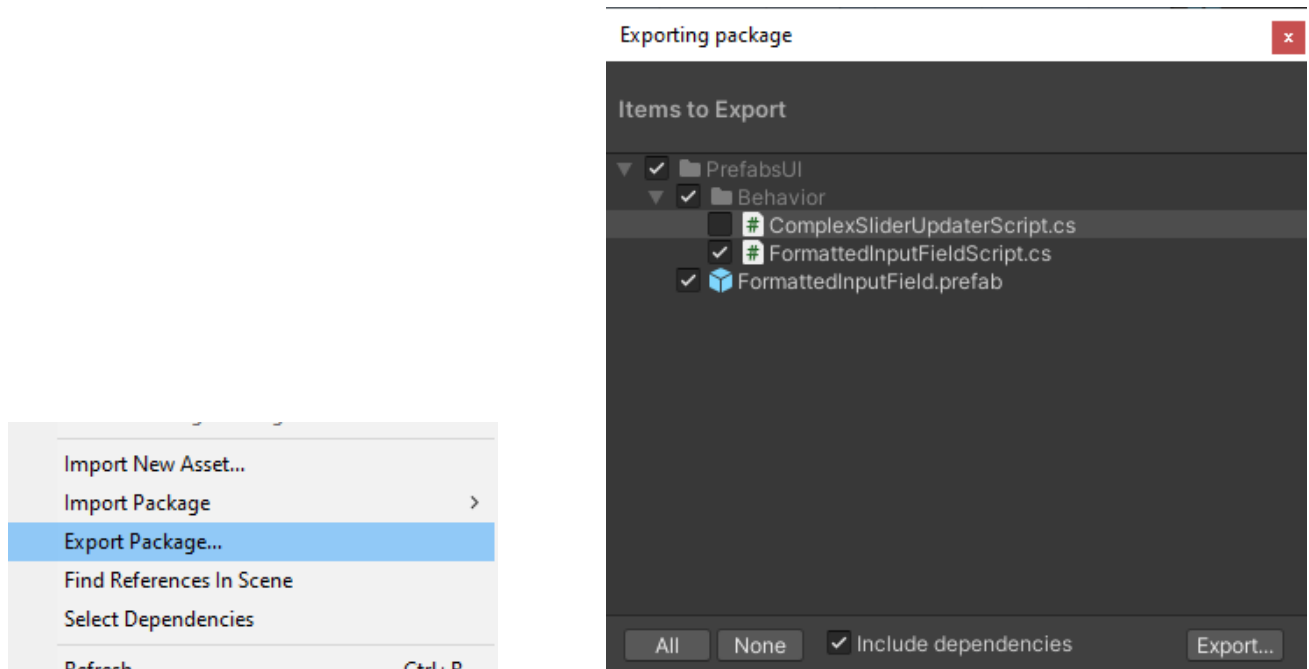 Exporting package
x
Items to Export
PrefabsUI
Behavior
# ComplexSliderUpdaterScript.cs
# FormattedInputFieldScript.cs
FormattedInputField.prefab
All None Include dependencies Export...
Import New Asset...
Import Package >
Export Package...
Find References In Scene
Select Dependencies